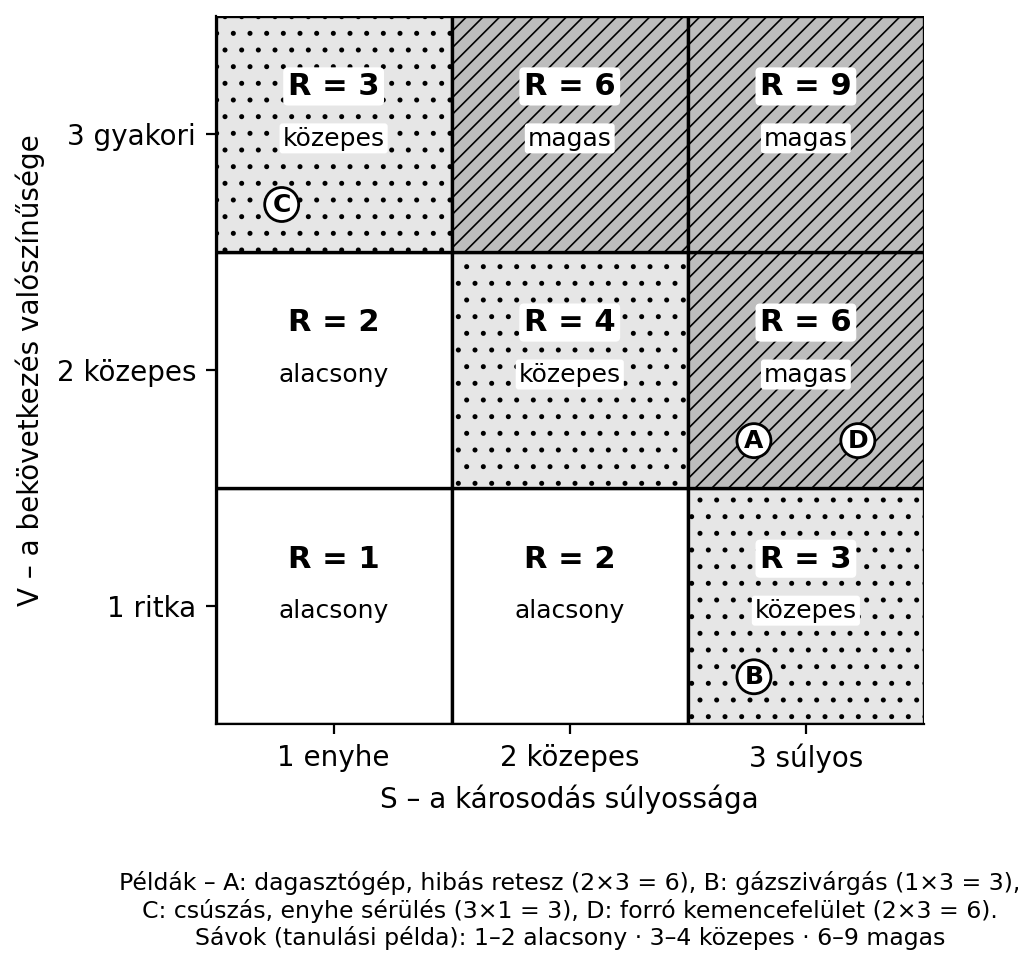 V – a bekövetkezés valószínűsége
3 gyakori
R = 3
R = 6
R = 9
közepes
magas
magas
C
2 közepes
R = 2
R = 4
R = 6
alacsony
közepes
magas
A
D
1 ritka
R = 1
R = 2
R = 3
alacsony
alacsony
közepes
B
1 enyhe
2 közepes
3 súlyos
S – a károsodás súlyossága
Példák – A: dagasztógép, hibás retesz (2×3 = 6), B: gázszivárgás (1×3 = 3),
C: csúszás, enyhe sérülés (3×1 = 3), D: forró kemencefelület (2×3 = 6).
Sávok (tanulási példa): 1–2 alacsony · 3–4 közepes · 6–9 magas